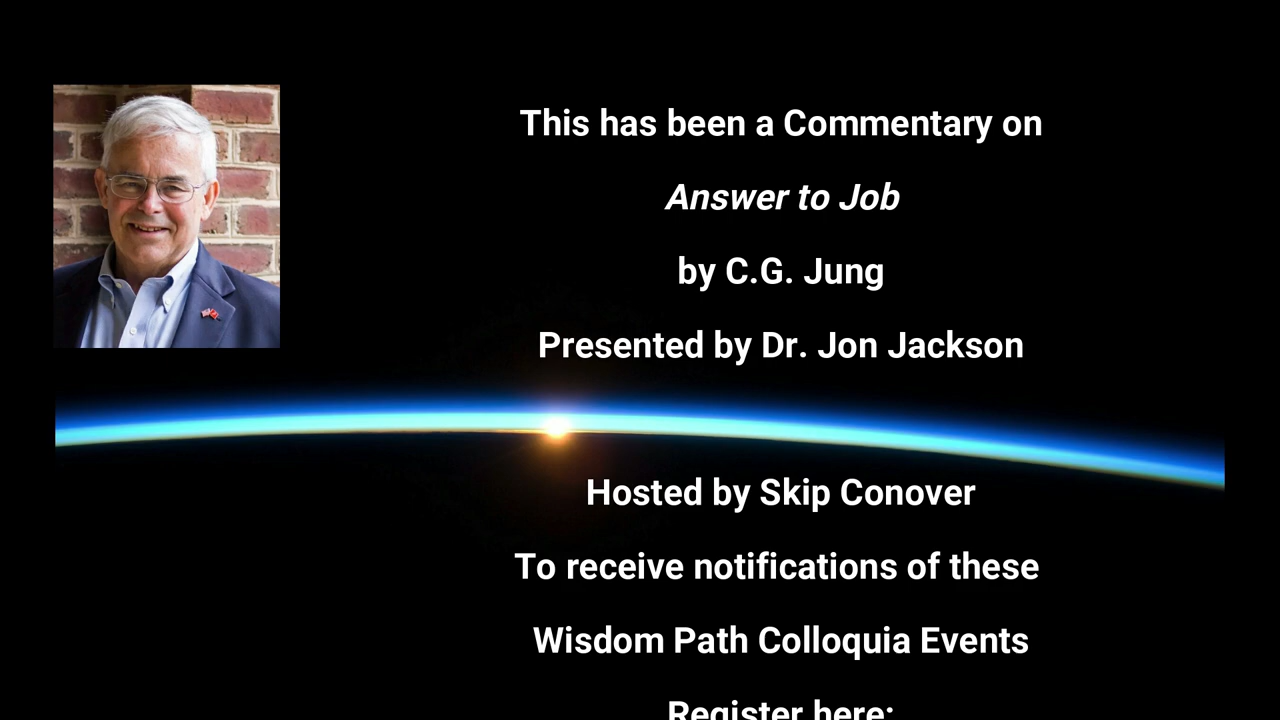 This has been a Commentary on
Answer to Job
by C.G. Jung
Presented by Dr. Jon Jackson
Hosted by Skip Conover
To receive notifications of these
Wisdom Path Colloquia Events
Register here: